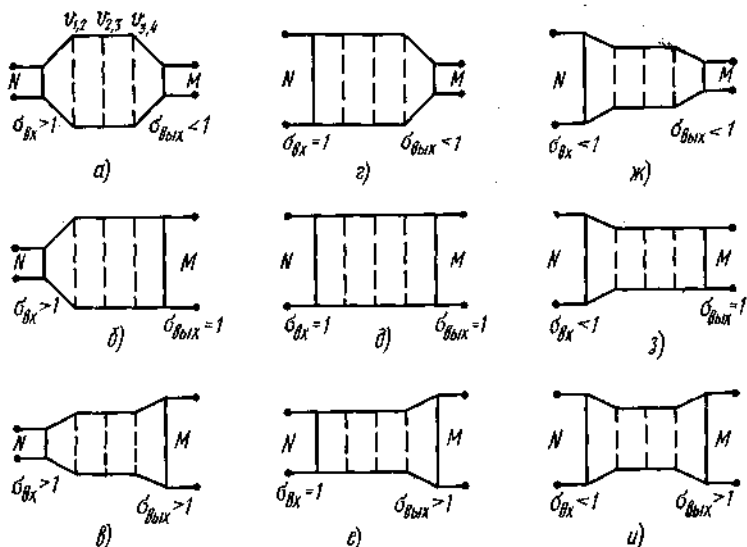 υ₁,₂ υ₂,₃ υ₃,₄
N M
σвх>1 σвых<1
а)
N M
σвх=1 σвых<1
г)
N M
σвх<1 σвых<1
ж)
N M
σвх>1 σвых=1
б)
N M
σвх=1 σвых=1
д)
N M
σвх<1 σвых=1
з)
N M
σвх>1 σвых>1
в)
N M
σвх=1 σвых>1
е)
N M
σвх<1 σвых>1
и)